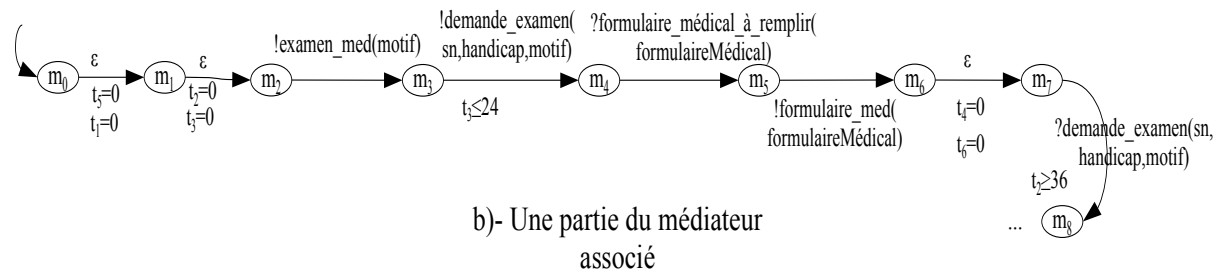 m0
ε
t5=0
t1=0
m1
ε
t2=0
t3=0
m2
!examen_med(motif)
m3
!demande_examen(
sn,handicap,motif)
t3≤24
m4
?formulaire_médical_à_remplir(
formulaireMédical)
m5
!formulaire_med(
formulaireMédical)
m6
ε
t4=0
t6=0
m7
?demande_examen(sn,
handicap,motif)
t2≥36
... m8
b)- Une partie du médiateur
associé